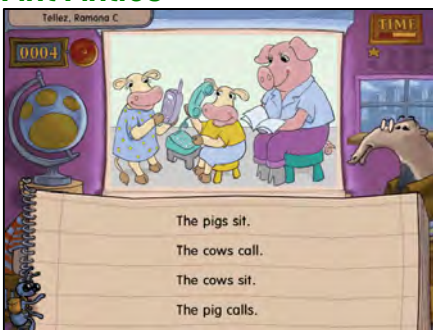 Tellez, Ramona C
TIME
0004
The pigs sit.
The cows call.
The cows sit.
The pig calls.